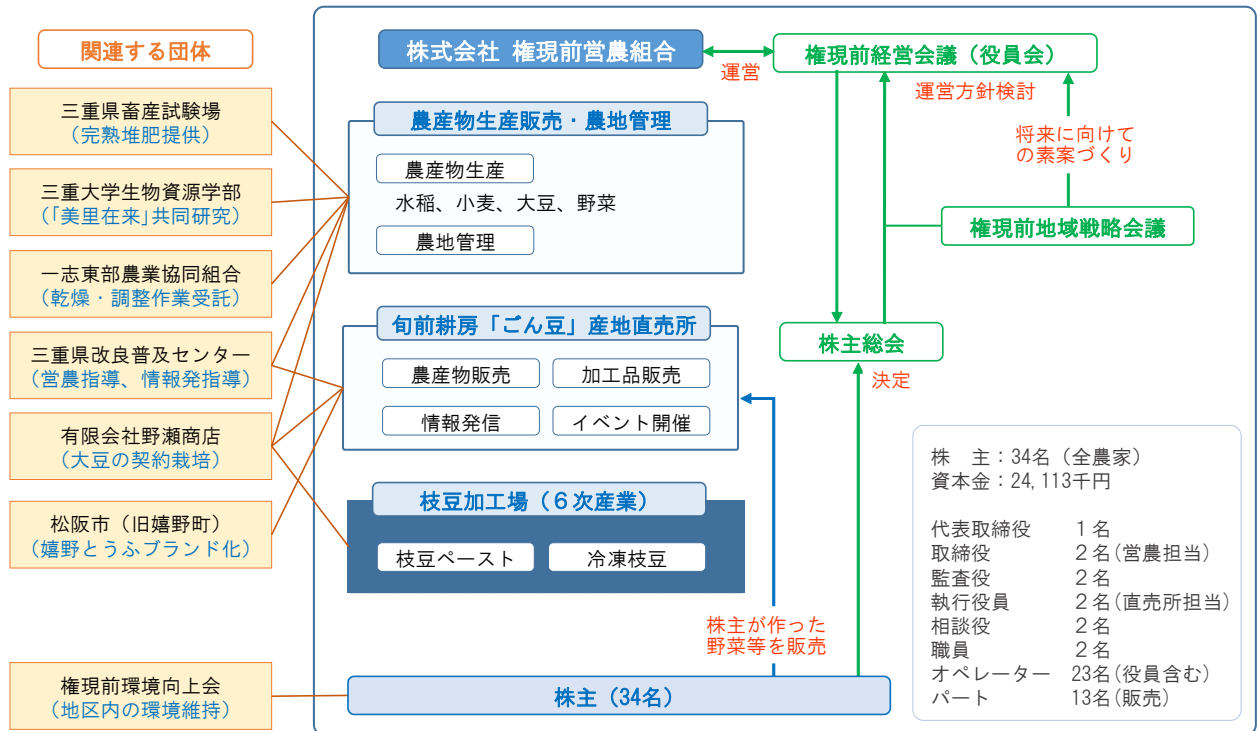 関連する団体
三重県畜産試験場
（完熟堆肥提供）
三重大学生物資源学部
（「美里在来」共同研究）
一志東部農業協同組合
（乾燥・調整作業受託）
三重県改良普及センター
（営農指導、情報発指導）
有限会社野瀬商店
（大豆の契約栽培）
松阪市（旧嬉野町）
（嬉野とうふブランド化）
権現前環境向上会
（地区内の環境維持）
株式会社 権現前営農組合
運営
権現前経営会議（役員会）
運営方針検討
将来に向けて
の素案づくり
権現前地域戦略会議
株主総会
決定
農産物生産販売・農地管理
農産物生産
水稲、小麦、大豆、野菜
農地管理
旬前耕房「ごん豆」産地直売所
農産物販売
加工品販売
情報発信
イベント開催
枝豆加工場（６次産業）
枝豆ペースト
冷凍枝豆
株主が作った
野菜等を販売
株主（34名）
株　主：34名（全農家）
資本金：24,113千円
代表取締役　１名
取締役　２名(営農担当)
監査役　２名
執行役員　２名(直売所担当)
相談役　２名
職員　２名
オペレーター　23名(役員含む)
パート　13名(販売)